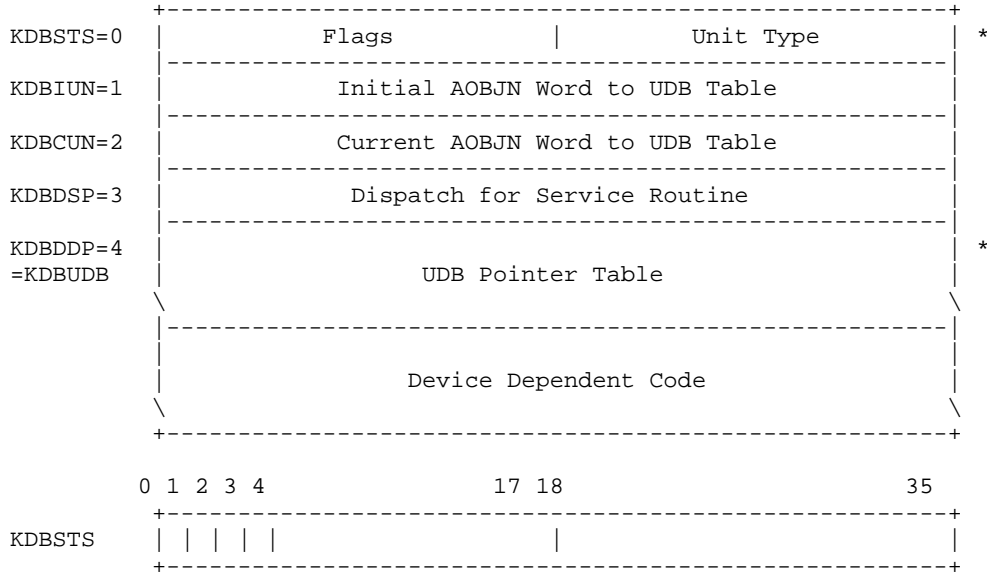 KDBSTS=0 Flags | Unit Type *
KDBIUN=1 Initial AOBJN Word to UDB Table
KDBCUN=2 Current AOBJN Word to UDB Table
KDBDSP=3 Dispatch for Service Routine
KDBDDP=4 *
=KDBUDB UDB Pointer Table
Device Dependent Code
0 1 2 3 4 17 18 35
KDBSTS